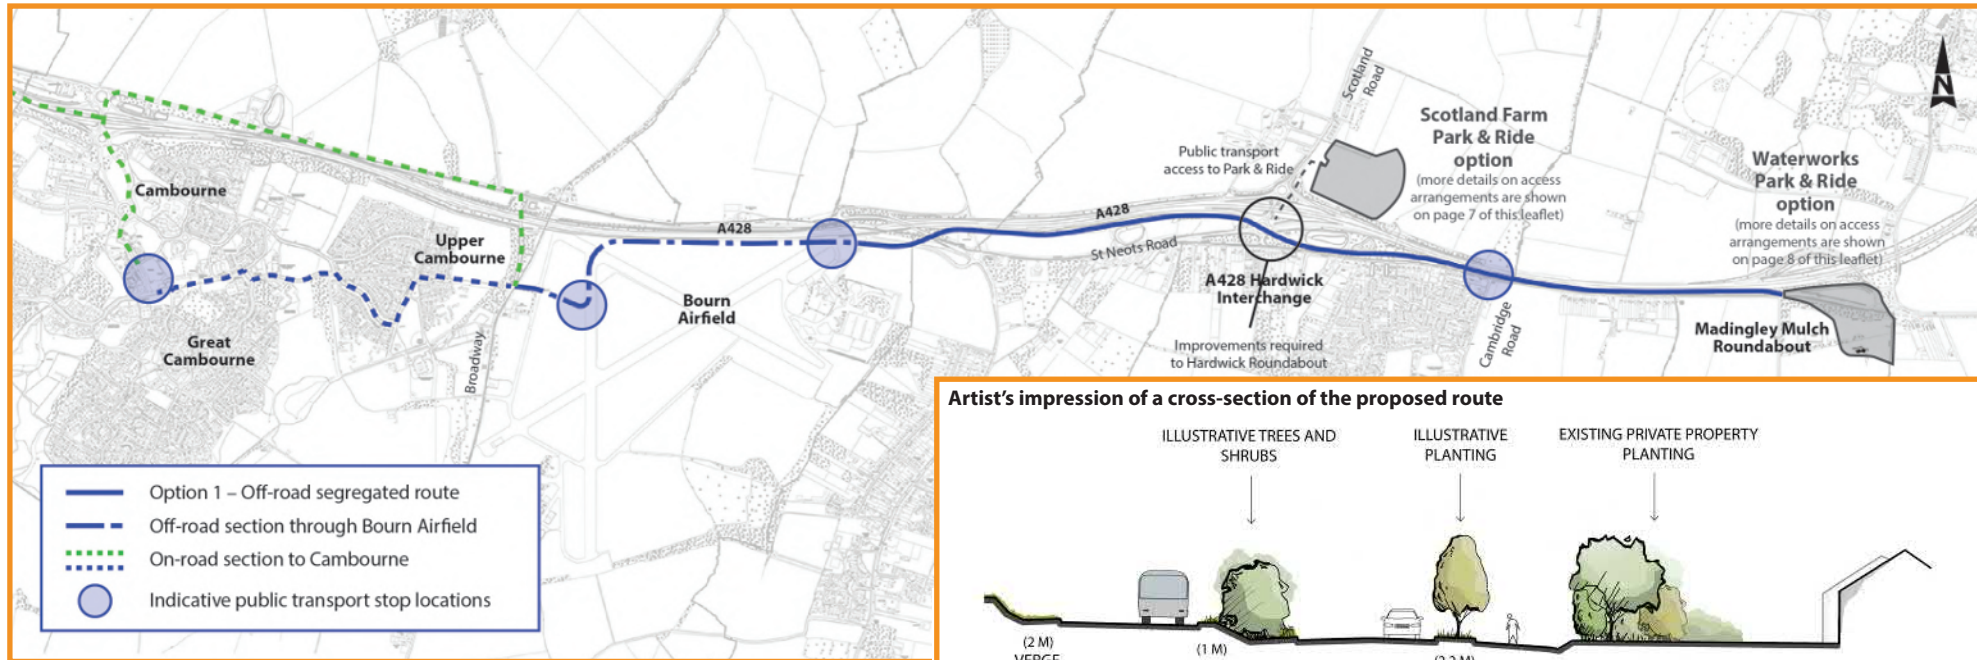 Scotland
Road
N
Scotland Farm
Park & Ride
option
(more details on access
arrangements are shown
on page 7 of this leaflet)
Public transport
access to Park & Ride
Waterworks
Park & Ride
option
(more details on access
arrangements are shown
on page 8 of this leaflet)
Cambourne
A428
A428
Upper
Cambourne
St Neots Road
A428 Hardwick
Interchange
Bourn
Airfield
Great
Cambourne
Broadway
Improvements required
to Hardwick Roundabout
Cambridge
Road
Madingley Mulch
Roundabout
Option 1 – Off-road segregated route
Off-road section through Bourn Airfield
On-road section to Cambourne
Indicative public transport stop locations
Artist's impression of a cross-section of the proposed route
ILLUSTRATIVE TREES AND
SHRUBS
ILLUSTRATIVE
PLANTING
EXISTING PRIVATE PROPERTY
PLANTING
(2 M)
VERGE
(1 M)